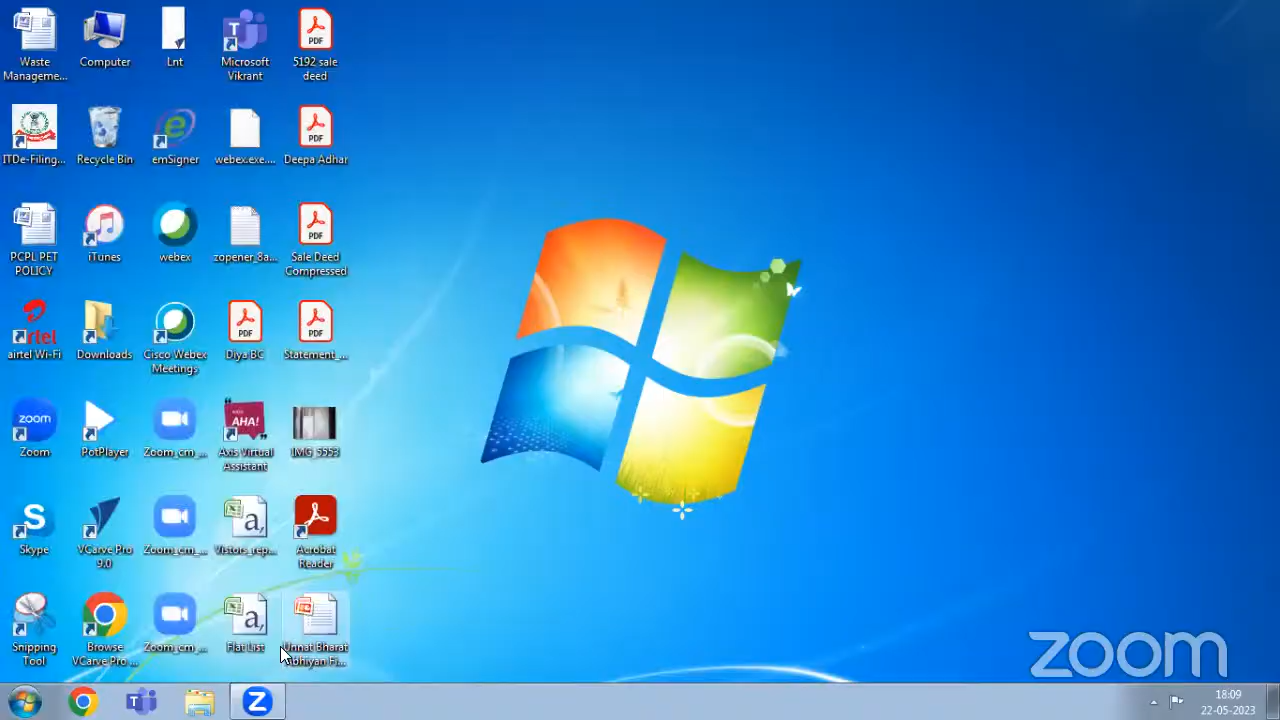 Waste
Manageme...
Computer
Lnt
Microsoft
Vikrant
PDF
5192 sale
deed
ITDe-Filing...
Recycle Bin
emSigner
webex.exe....
PDF
Deepa Adhar
PCPL PET
POLICY
iTunes
webex
zopener_8a...
PDF
Sale Deed
Compressed
airtel
airtel Wi-Fi
Downloads
Cisco Webex
Meetings
PDF
Diya BC
PDF
Statement_...
zoom
Zoom
PotPlayer
Zoom_cm_...
AHA!
Axis Virtual
Assistant
IMG_5553
Skype
VCarve Pro
9.0
Zoom_cm_...
Vistors_rep...
Acrobat
Reader
Snipping
Tool
Browse
VCarve Pro ...
Zoom_cm_...
Flat List
Unnat Bharat
Abhiyan Fi...
zoom
18:09
22-05-2023